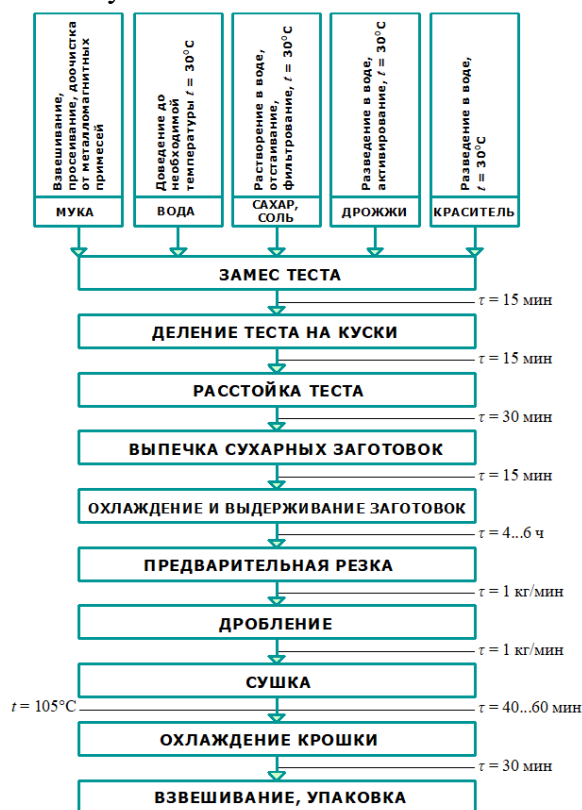 Взвешивание,
просеивание, доочистка
от металломагнитных
примесей
МУКА
Доведение до
необходимой
температуры t = 30°C
ВОДА
Растворение в воде,
отстаивание,
фильтрование, t = 30°C
САХАР,
СОЛЬ
Разведение в воде,
активирование, t = 30°C
ДРОЖЖИ
Разведение в воде,
t = 30°C
КРАСИТЕЛЬ
ЗАМЕС ТЕСТА
τ = 15 мин
ДЕЛЕНИЕ ТЕСТА НА КУСКИ
τ = 15 мин
РАССТОЙКА ТЕСТА
τ = 30 мин
ВЫПЕЧКА СУХАРНЫХ ЗАГОТОВОК
τ = 15 мин
ОХЛАЖДЕНИЕ И ВЫДЕРЖИВАНИЕ ЗАГОТОВОК
τ = 4...6 ч
ПРЕДВАРИТЕЛЬНАЯ РЕЗКА
τ = 1 кг/мин
ДРОБЛЕНИЕ
τ = 1 кг/мин
СУШКА
t = 105°C
τ = 40...60 мин
ОХЛАЖДЕНИЕ КРОШКИ
τ = 30 мин
ВЗВЕШИВАНИЕ, УПАКОВКА